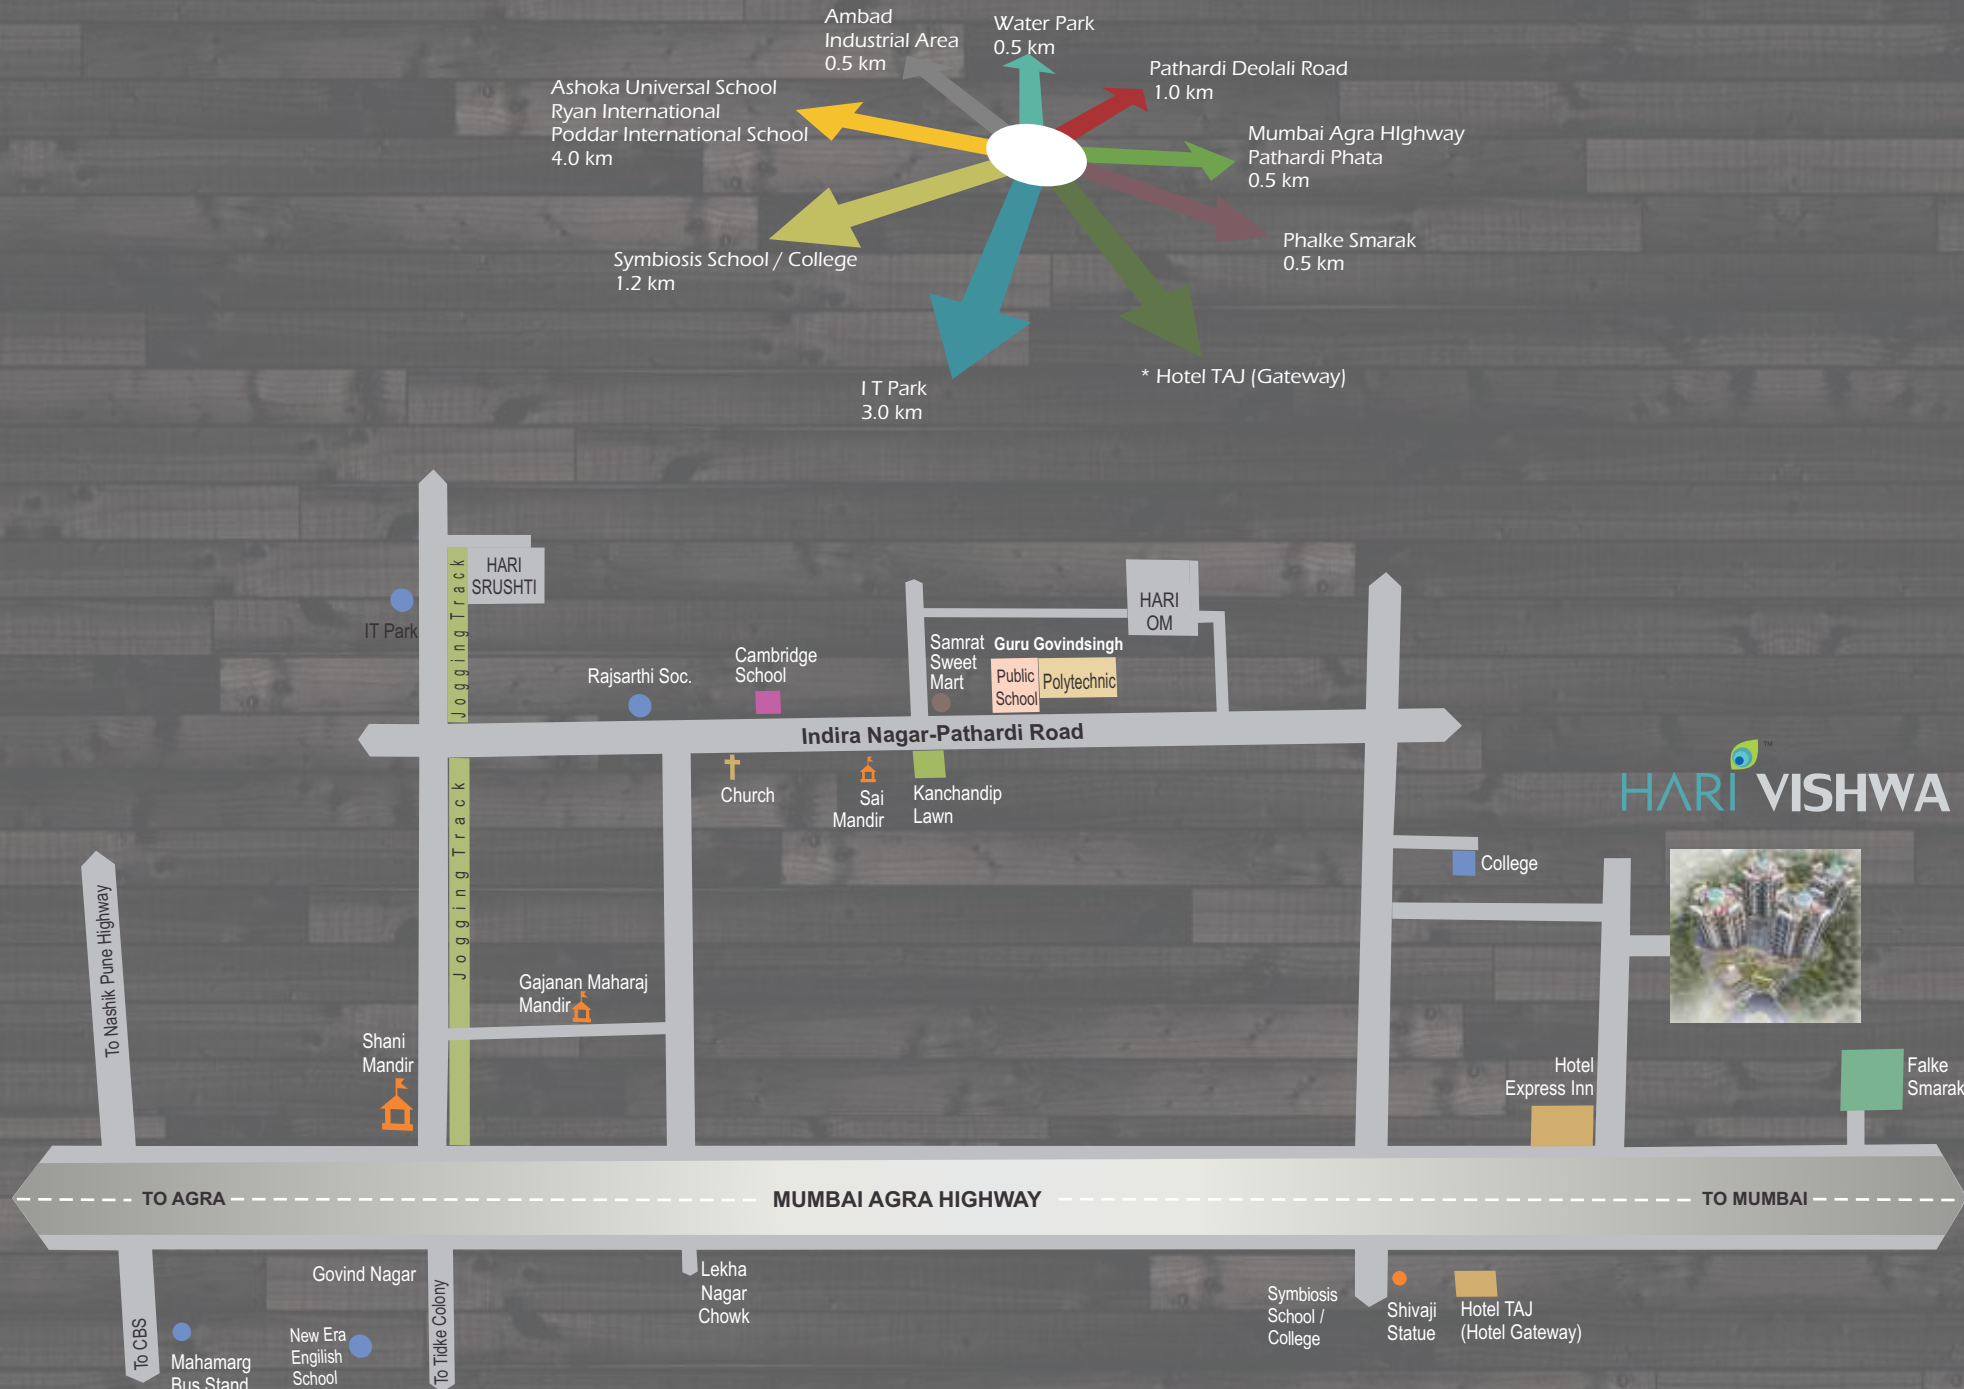 Ambad
Industrial Area
0.5 km
Water Park
0.5 km
Pathardi Deolali Road
1.0 km
Ashoka Universal School
Ryan International
Poddar International School
4.0 km
Mumbai Agra HIghway
Pathardi Phata
0.5 km
Symbiosis School / College
1.2 km
Phalke Smarak
0.5 km
I T Park
3.0 km
* Hotel TAJ (Gateway)
HARI
SRUSHTI
Jogging Track
IT Park
HARI
OM
Rajsarthi Soc.
Cambridge
School
Samrat
Sweet
Mart
Guru Govindsingh
Public
School
Polytechnic
Indira Nagar-Pathardi Road
Church
Sai
Mandir
Kanchandip
Lawn
HARI VISHWA
TM
College
Jogging Track
To Nashik Pune Highway
Gajanan Maharaj
Mandir
Shani
Mandir
Hotel
Express Inn
Falke
Smarak
TO AGRA
MUMBAI AGRA HIGHWAY
TO MUMBAI
Govind Nagar
To CBS
Mahamarg
Bus Stand
New Era
Engilish
School
To Tidke Colony
Lekha
Nagar
Chowk
Symbiosis
School /
College
Shivaji
Statue
Hotel TAJ
(Hotel Gateway)